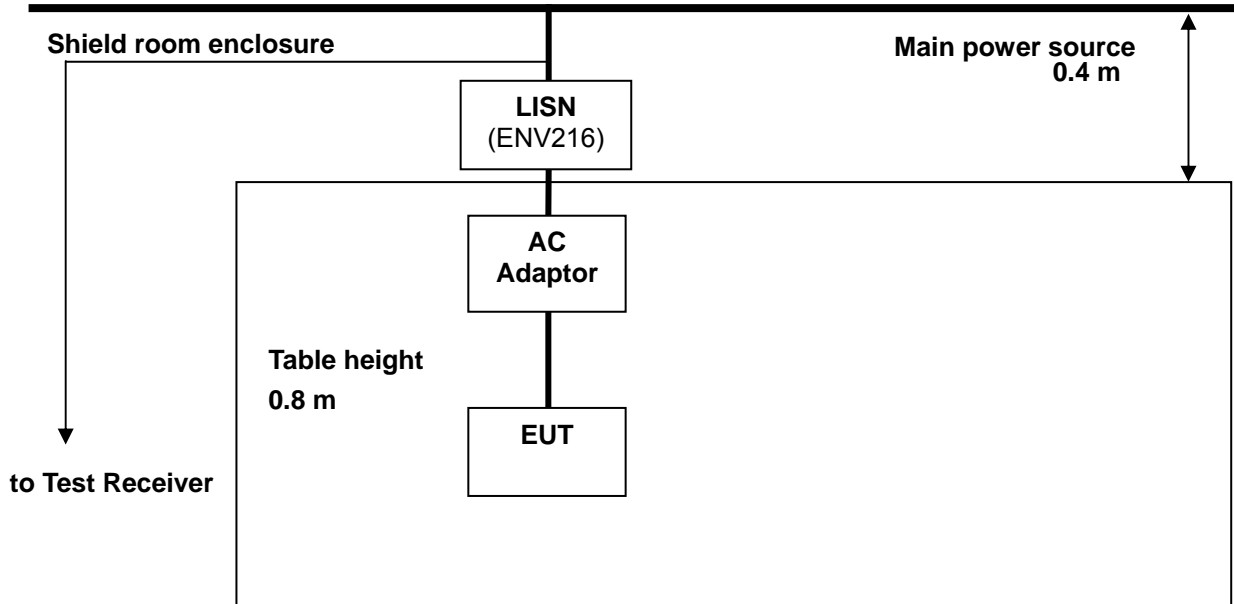 Shield room enclosure
Main power source
0.4 m
LISN
(ENV216)
AC
Adaptor
Table height
0.8 m
EUT
to Test Receiver